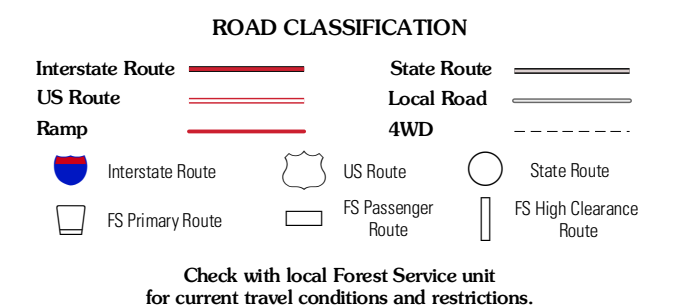 ROAD CLASSIFICATION
Interstate Route
State Route
US Route
Local Road
Ramp
4WD
Interstate Route
US Route
State Route
FS Primary Route
FS Passenger
Route
FS High Clearance
Route
Check with local Forest Service unit
for current travel conditions and restrictions.